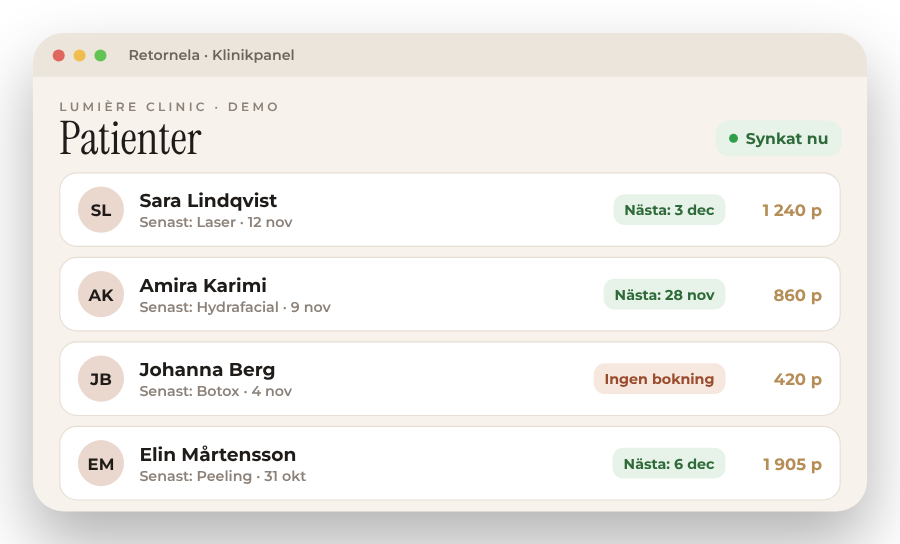 Retornela · Klinikpanel
LUMIÈRE CLINIC · DEMO
Patienter
Synkat nu
SL
Sara Lindqvist
Senast: Laser · 12 nov
Nästa: 3 dec
1 240 p
AK
Amira Karimi
Senast: Hydrafacial · 9 nov
Nästa: 28 nov
860 p
JB
Johanna Berg
Senast: Botox · 4 nov
Ingen bokning
420 p
EM
Elin Mårtensson
Senast: Peeling · 31 okt
Nästa: 6 dec
1 905 p